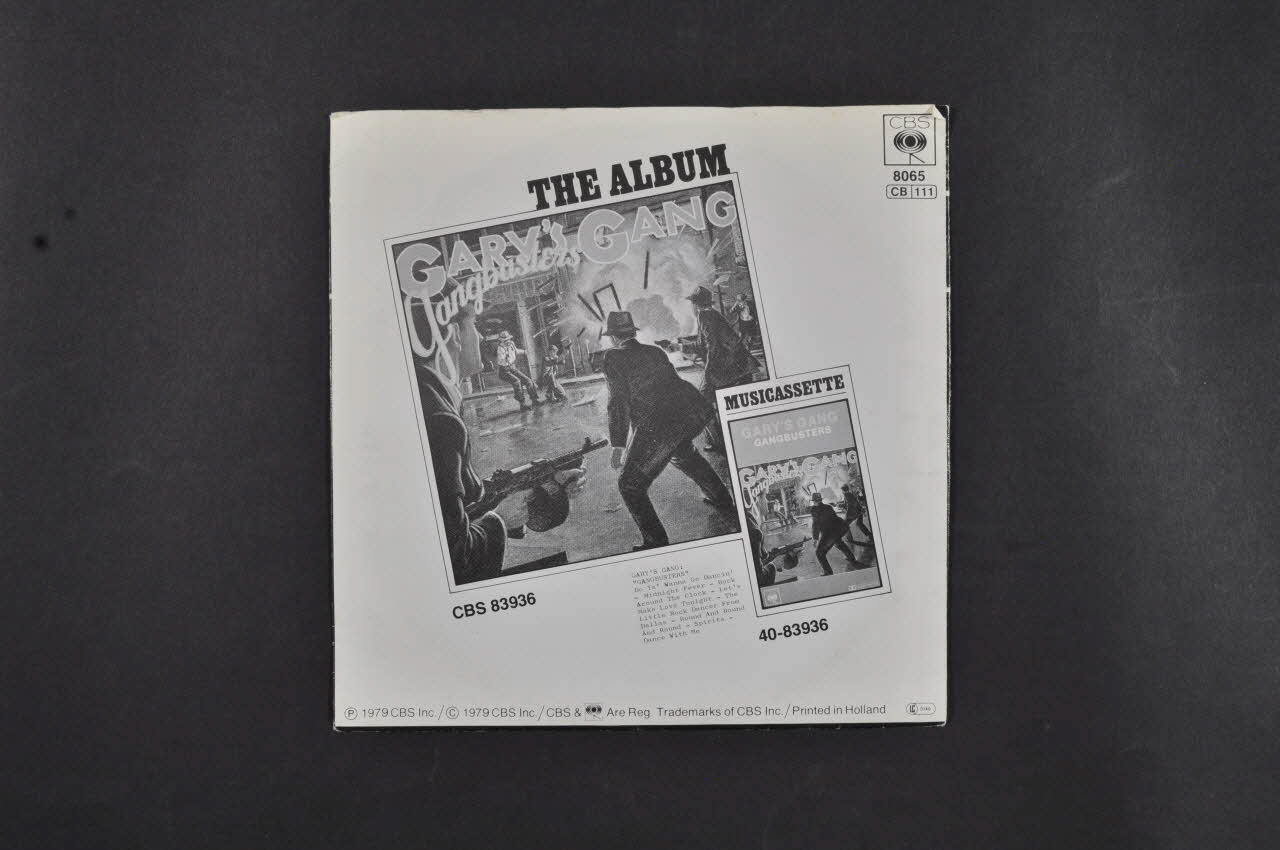 CBS
8065
CB 111
THE ALBUM
GARY'S GANG
Gangbusters
MUSICASSETTE
GARY'S GANG
GANGBUSTERS
GARY'S GANG
Gangbusters
GARY'S GANG:
"GANGBUSTERS"
Do Ya' Wanna Go Dancin'
- Midnight Fever - Rock
Around The Clock - Let's
Make Love Tonight - The
Little Rock Dancer From
Dallas - Round And Round
And Round - Spirits -
Dance With Me
CBS 83936
40-83936
Ⓟ 1979 CBS Inc./© 1979 CBS Inc./CBS & Are Reg. Trademarks of CBS Inc./Printed in Holland
LC